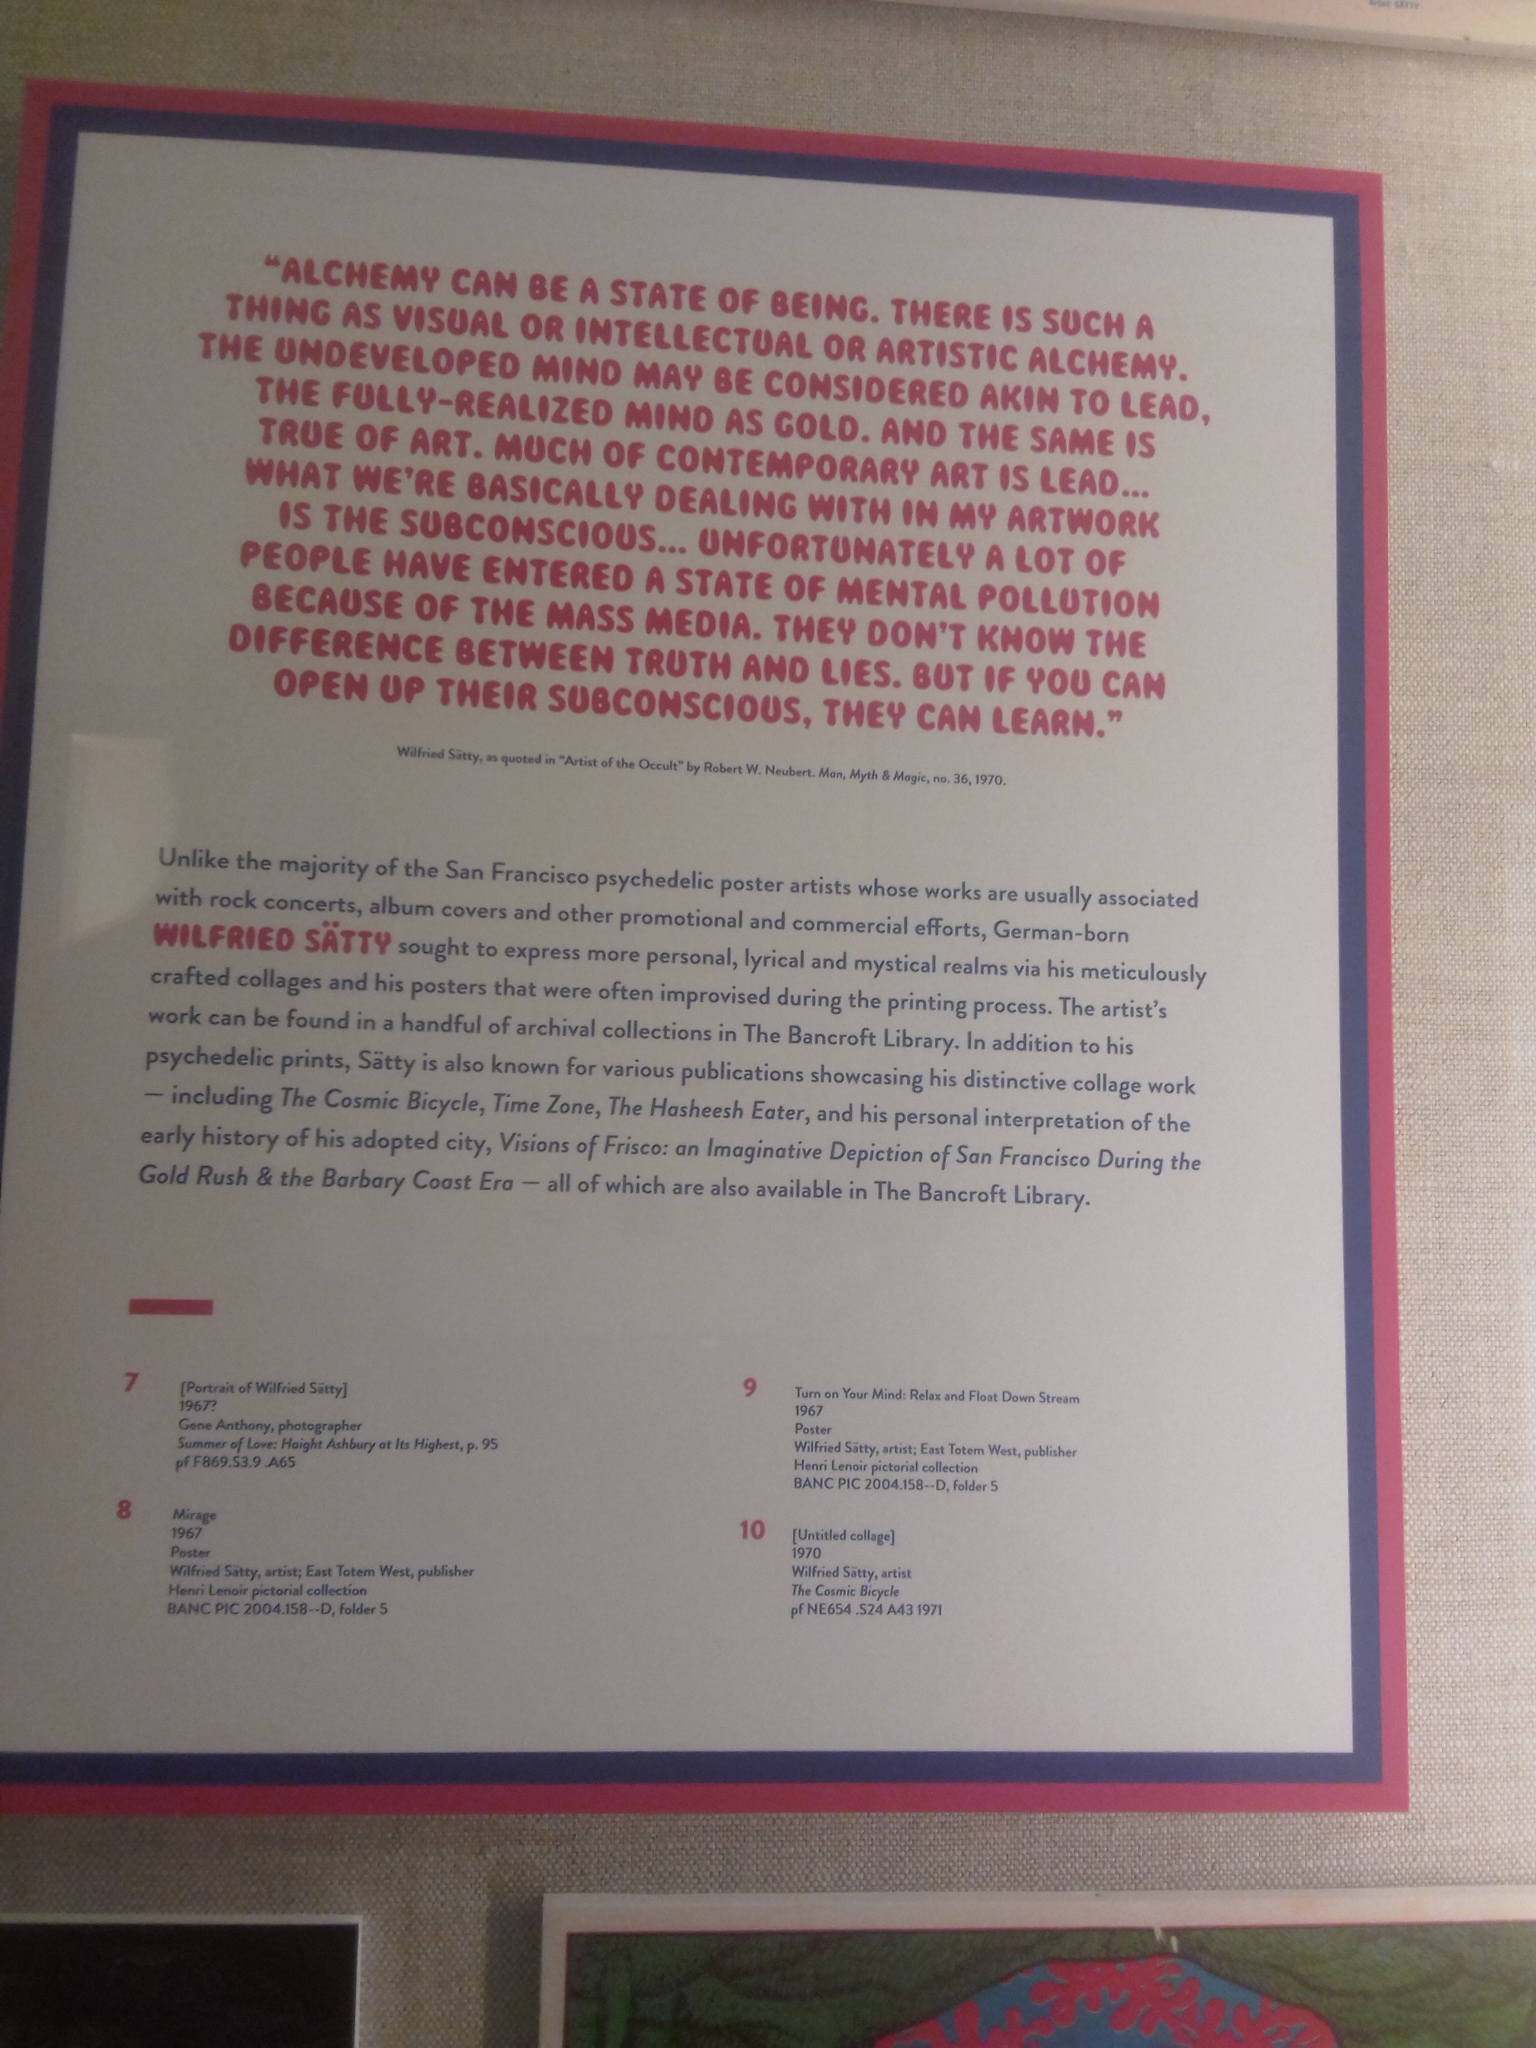 Artist: SÄTTY
“ALCHEMY CAN BE A STATE OF BEING. THERE IS SUCH A
THING AS VISUAL OR INTELLECTUAL OR ARTISTIC ALCHEMY.
THE UNDEVELOPED MIND MAY BE CONSIDERED AKIN TO LEAD,
THE FULLY-REALIZED MIND AS GOLD. AND THE SAME IS
TRUE OF ART. MUCH OF CONTEMPORARY ART IS LEAD...
WHAT WE’RE BASICALLY DEALING WITH IN MY ARTWORK
IS THE SUBCONSCIOUS... UNFORTUNATELY A LOT OF
PEOPLE HAVE ENTERED A STATE OF MENTAL POLLUTION
BECAUSE OF THE MASS MEDIA. THEY DON’T KNOW THE
DIFFERENCE BETWEEN TRUTH AND LIES. BUT IF YOU CAN
OPEN UP THEIR SUBCONSCIOUS, THEY CAN LEARN.”
Wilfried Sätty, as quoted in “Artist of the Occult” by Robert W. Neubert. Man, Myth & Magic, no. 36, 1970.
Unlike the majority of the San Francisco psychedelic poster artists whose works are usually associated
with rock concerts, album covers and other promotional and commercial efforts, German-born
WILFRIED SÄTTY sought to express more personal, lyrical and mystical realms via his meticulously
crafted collages and his posters that were often improvised during the printing process. The artist’s
work can be found in a handful of archival collections in The Bancroft Library. In addition to his
psychedelic prints, Sätty is also known for various publications showcasing his distinctive collage work
— including The Cosmic Bicycle, Time Zone, The Hasheesh Eater, and his personal interpretation of the
early history of his adopted city, Visions of Frisco: an Imaginative Depiction of San Francisco During the
Gold Rush & the Barbary Coast Era — all of which are also available in The Bancroft Library.
7
[Portrait of Wilfried Sätty]
1967?
Gene Anthony, photographer
Summer of Love: Haight Ashbury at Its Highest, p. 95
pf F869.S3.9 .A65
8
Mirage
1967
Poster
Wilfried Sätty, artist; East Totem West, publisher
Henri Lenoir pictorial collection
BANC PIC 2004.158--D, folder 5
9
Turn on Your Mind: Relax and Float Down Stream
1967
Poster
Wilfried Sätty, artist; East Totem West, publisher
Henri Lenoir pictorial collection
BANC PIC 2004.158--D, folder 5
10
[Untitled collage]
1970
Wilfried Sätty, artist
The Cosmic Bicycle
pf NE654 .S24 A43 1971